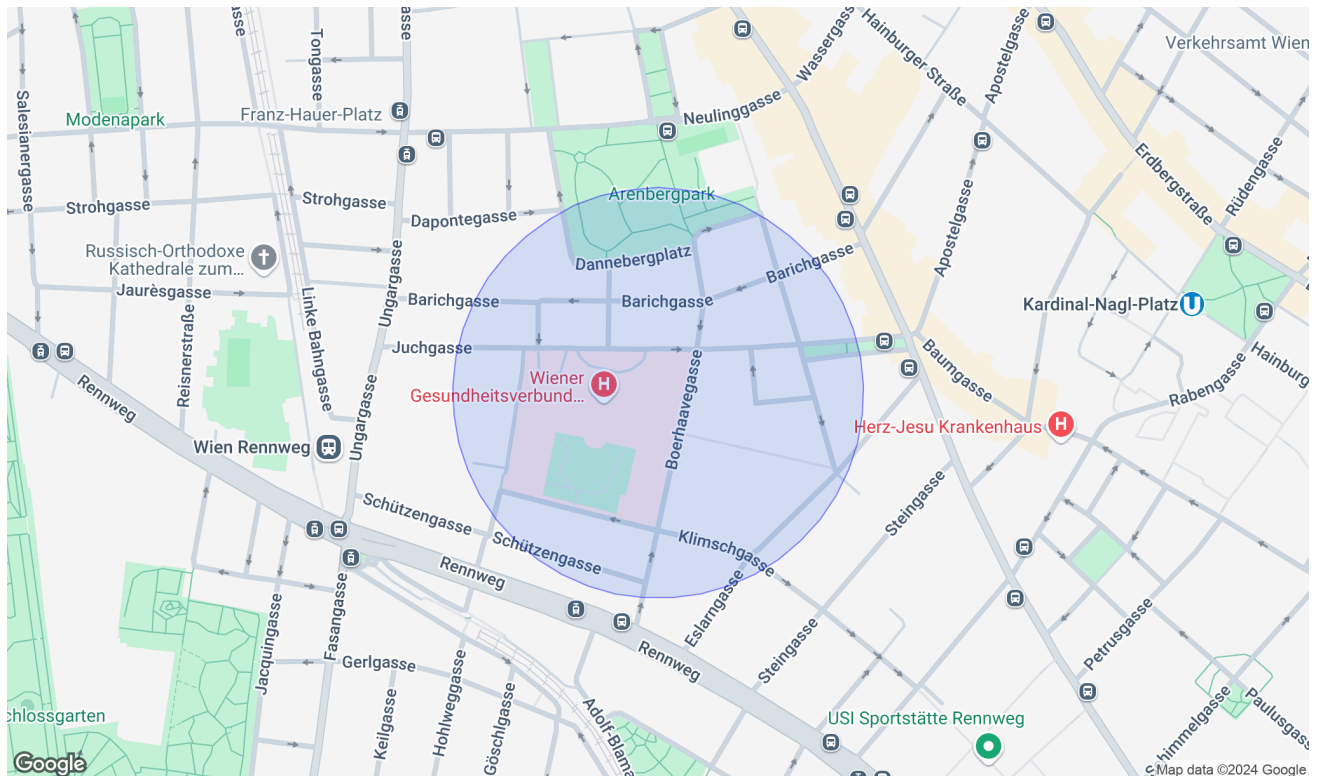 Tongasse
Wassergasse
Hainburger Straße
Apostelgasse
Verkehrsamt Wien
Salesianergasse
Modenapark
Franz-Hauer-Platz
Neulinggasse
Erdbergstraße
Rüdengasse
Strohgasse
Strohgasse
Dapontegasse
Arenbergpark
Apostelgasse
Russisch-Orthodoxe
Kathedrale zum...
Dannebergplatz
Barichgasse
Jaurèsgasse
Linke Bahngasse
Ungargasse
Barichgasse
Barichgasse
Kardinal-Nagl-Platz
U
Reisnerstraße
Juchgasse
Baumgasse
Hainburg
Rabengasse
Rennweg
Wiener
Gesundheitsverbund...
H
Boerhaavegasse
Herz-Jesu Krankenhaus
H
Wien Rennweg
Ungargasse
Schützengasse
Schützengasse
Klimschgasse
Steingasse
Rennweg
Eslarngasse
Fasangasse
Jacquingasse
Gerlgasse
Keilgasse
Hohlweggasse
Göschlgasse
Adolf-Blama
Rennweg
Steingasse
Petrusgasse
Paulusgas
Schimmelgasse
chlossgarten
USI Sportstätte Rennweg
Google
Map data ©2024 Google